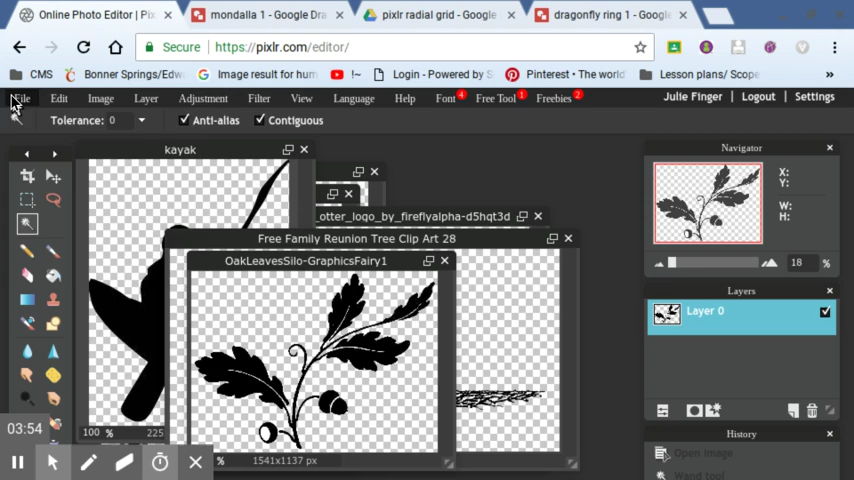 Online Photo Editor | Pix
mondalla 1 - Google Dra
pixlr radial grid - Google
dragonfly ring 1 - Google
Secure
https://pixlr.com/editor/
CMS
Bonner Springs/Edw
Image result for hum
!~
Login - Powered by S
Pinterest • The world
Lesson plans/ Scope
»
File Edit Image Layer Adjustment Filter View Language Help Font 4 Free Tool 1 Freebies 2
Julie Finger | Logout | Settings
Tolerance: 0 Anti-alias Contiguous
kayak
Navigator
X:
Y:
W:
H:
_otter_logo_by_fireflyalpha-d5hqt3d
Free Family Reunion Tree Clip Art 28
OakLeavesSilo-GraphicsFairy1
18 %
Layers
Layer 0
100 % 225
% 1541x1137 px
03:54
History
Open image
Wand tool